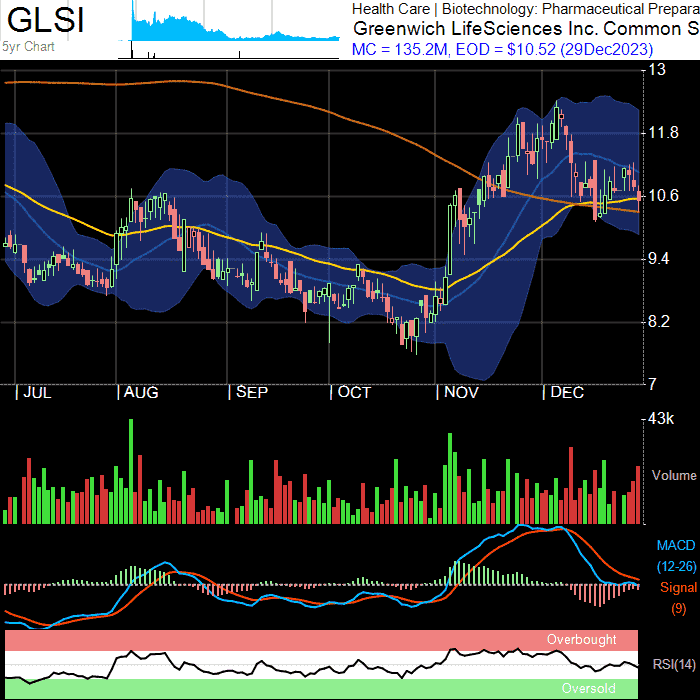 GLSI
5yr Chart
Health Care | Biotechnology: Pharmaceutical Prepara
Greenwich LifeSciences Inc. Common S
MC = 135.2M, EOD = $10.52 (29Dec2023)
13
11.8
10.6
9.4
8.2
7
| JUL | AUG | SEP | OCT | NOV | DEC
43k
Volume
MACD
(12-26)
Signal
(9)
Overbought
RSI(14)
Oversold